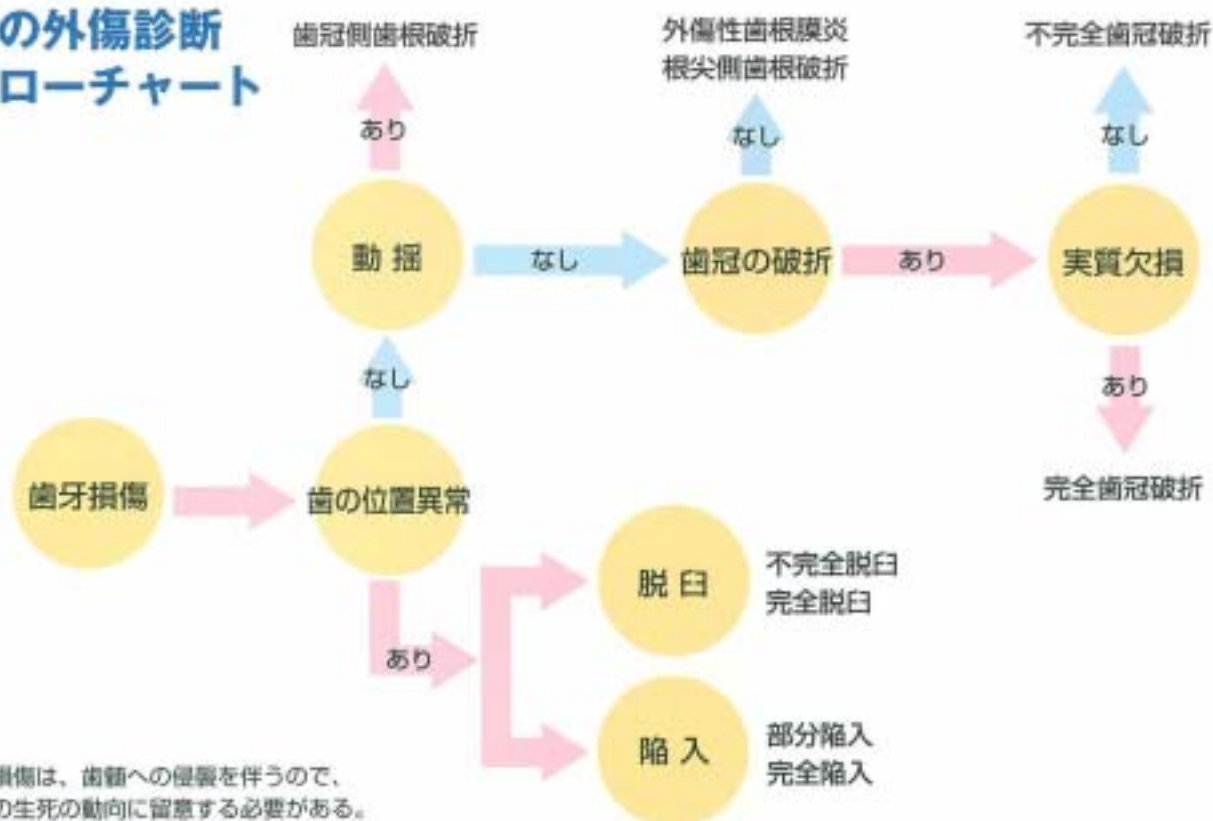 の外傷診断
ローチャート
歯冠側歯根破折
外傷性歯根膜炎
根尖側歯根破折
不完全歯冠破折
あり
なし
なし
動揺
なし
歯冠の破折
あり
実質欠損
なし
あり
歯牙損傷
歯の位置異常
完全歯冠破折
あり
脱臼
不完全脱臼
完全脱臼
陥入
部分陥入
完全陥入
損傷は、歯髄への侵襲を伴うので、
の生死の動向に留意する必要がある。